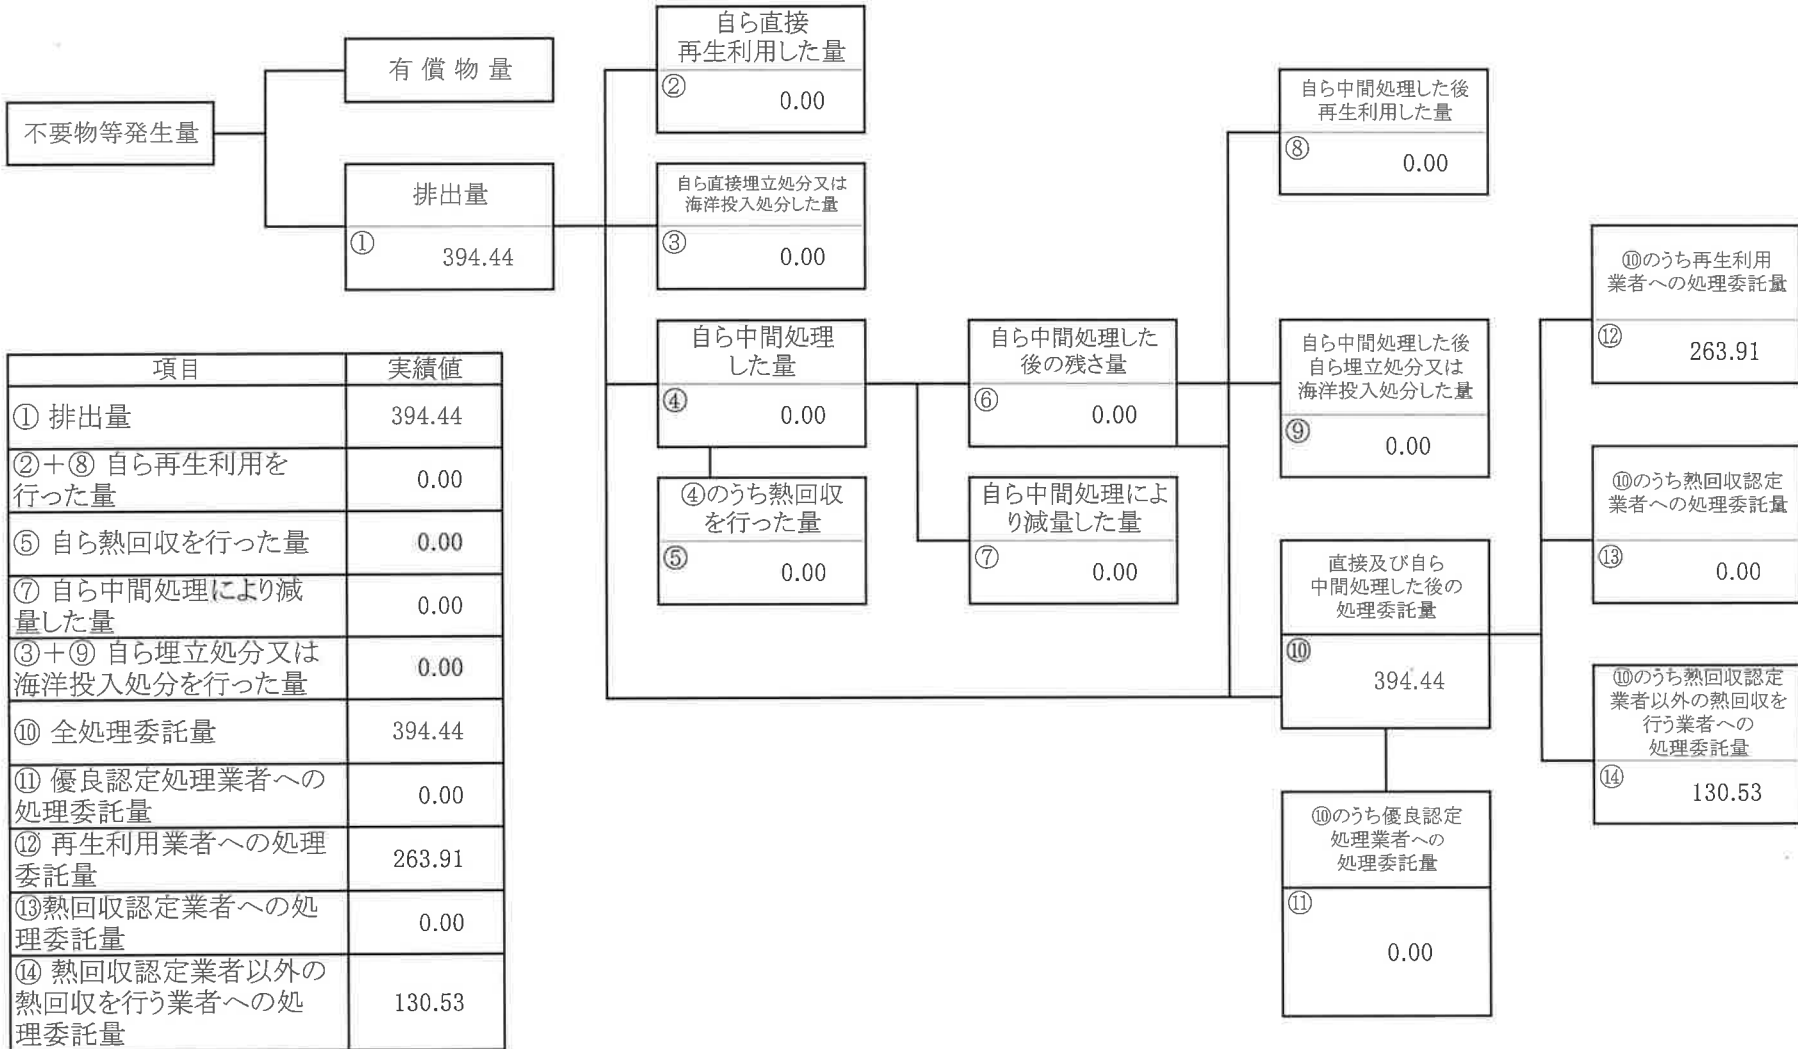 不要物等発生量
有償物量
排出量
①
394.44
自ら直接
再生利用した量
②
0.00
自ら直接埋立処分又は
海洋投入処分した量
③
0.00
自ら中間処理
した量
④
0.00
④のうち熱回収
を行った量
⑤
0.00
自ら中間処理した
後の残さ量
⑥
0.00
自ら中間処理によ
り減量した量
⑦
0.00
自ら中間処理した後
再生利用した量
⑧
0.00
自ら中間処理した後
自ら埋立処分又は
海洋投入処分した量
⑨
0.00
直接及び自ら
中間処理した後の
処理委託量
⑩
394.44
⑩のうち優良認定
処理業者への
処理委託量
⑪
0.00
⑩のうち再生利用
業者への処理委託量
⑫
263.91
⑩のうち熱回収認定
業者への処理委託量
⑬
0.00
⑩のうち熱回収認定
業者以外の熱回収を
行う業者への
処理委託量
⑭
130.53
項目 実績値
① 排出量 394.44
②＋⑧ 自ら再生利用を
行った量 0.00
⑤ 自ら熱回収を行った量 0.00
⑦ 自ら中間処理により減
量した量 0.00
③＋⑨ 自ら埋立処分又は
海洋投入処分を行った量 0.00
⑩ 全処理委託量 394.44
⑪ 優良認定処理業者への
処理委託量 0.00
⑫ 再生利用業者への処理
委託量 263.91
⑬熱回収認定業者への処
理委託量 0.00
⑭ 熱回収認定業者以外の
熱回収を行う業者への処
理委託量 130.53